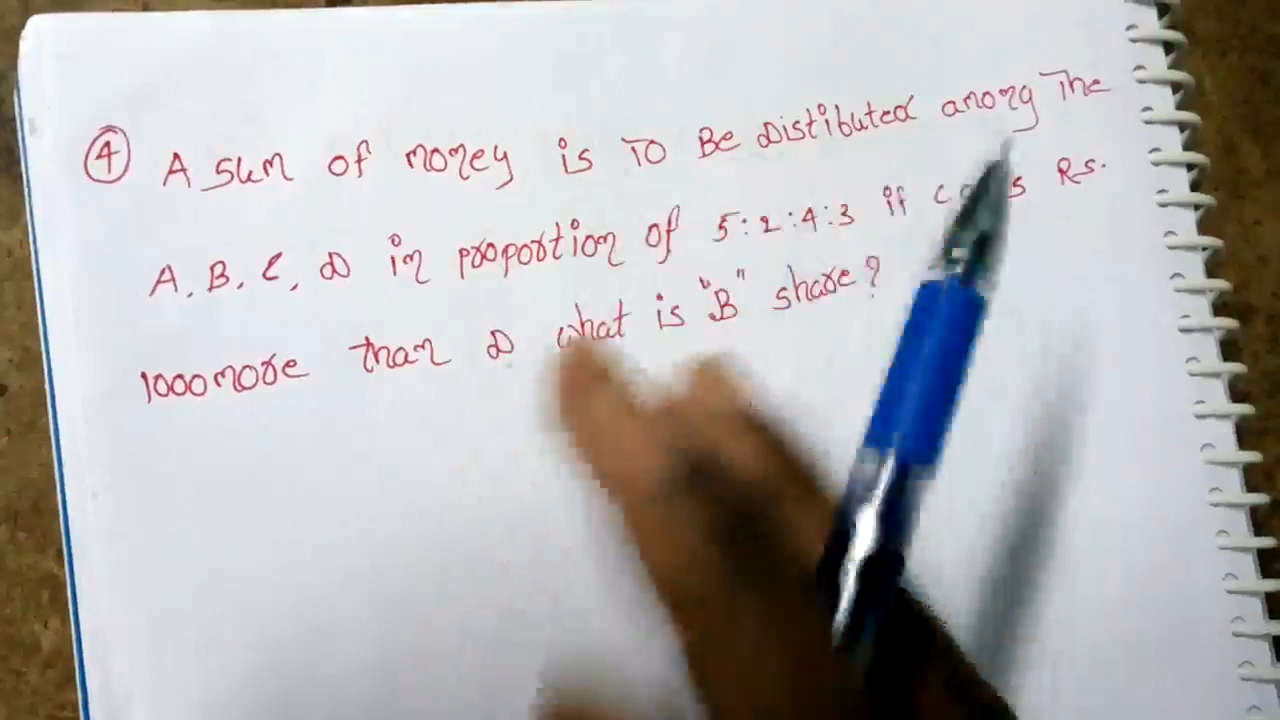 ④ A sum of money is To Be Distibuted among The
A, B, C, D in proportion of 5:2:4:3 if Rs.
1000 more than D what is "B" share?